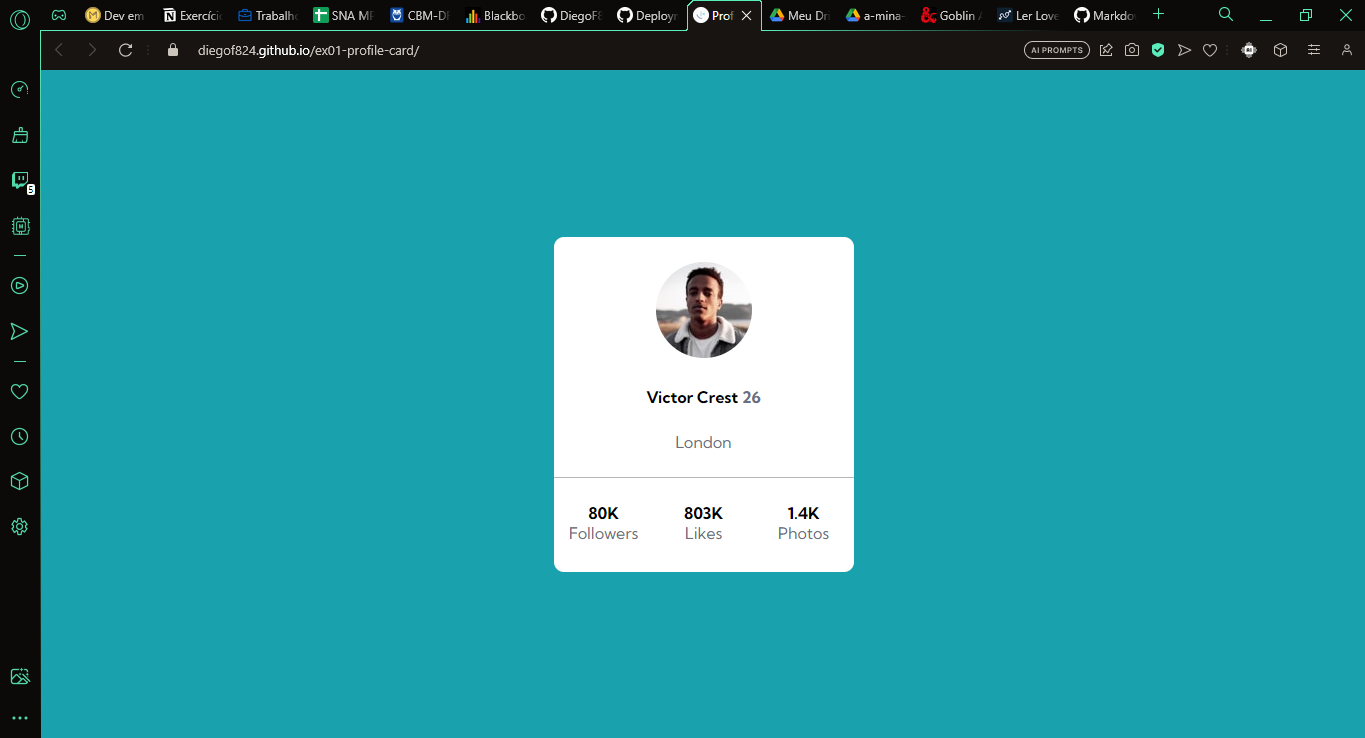 Dev em
Exercíci
Trabalho
SNA MF
CBM-DF
Blackbo
DiegoF8
Deploym
Prof
Meu Dri
a-mina-
Goblin
Ler Love
Markdo
diegof824.github.io/ex01-profile-card/
AI PROMPTS
5
Victor Crest 26
London
80K 803K 1.4K
Followers Likes Photos